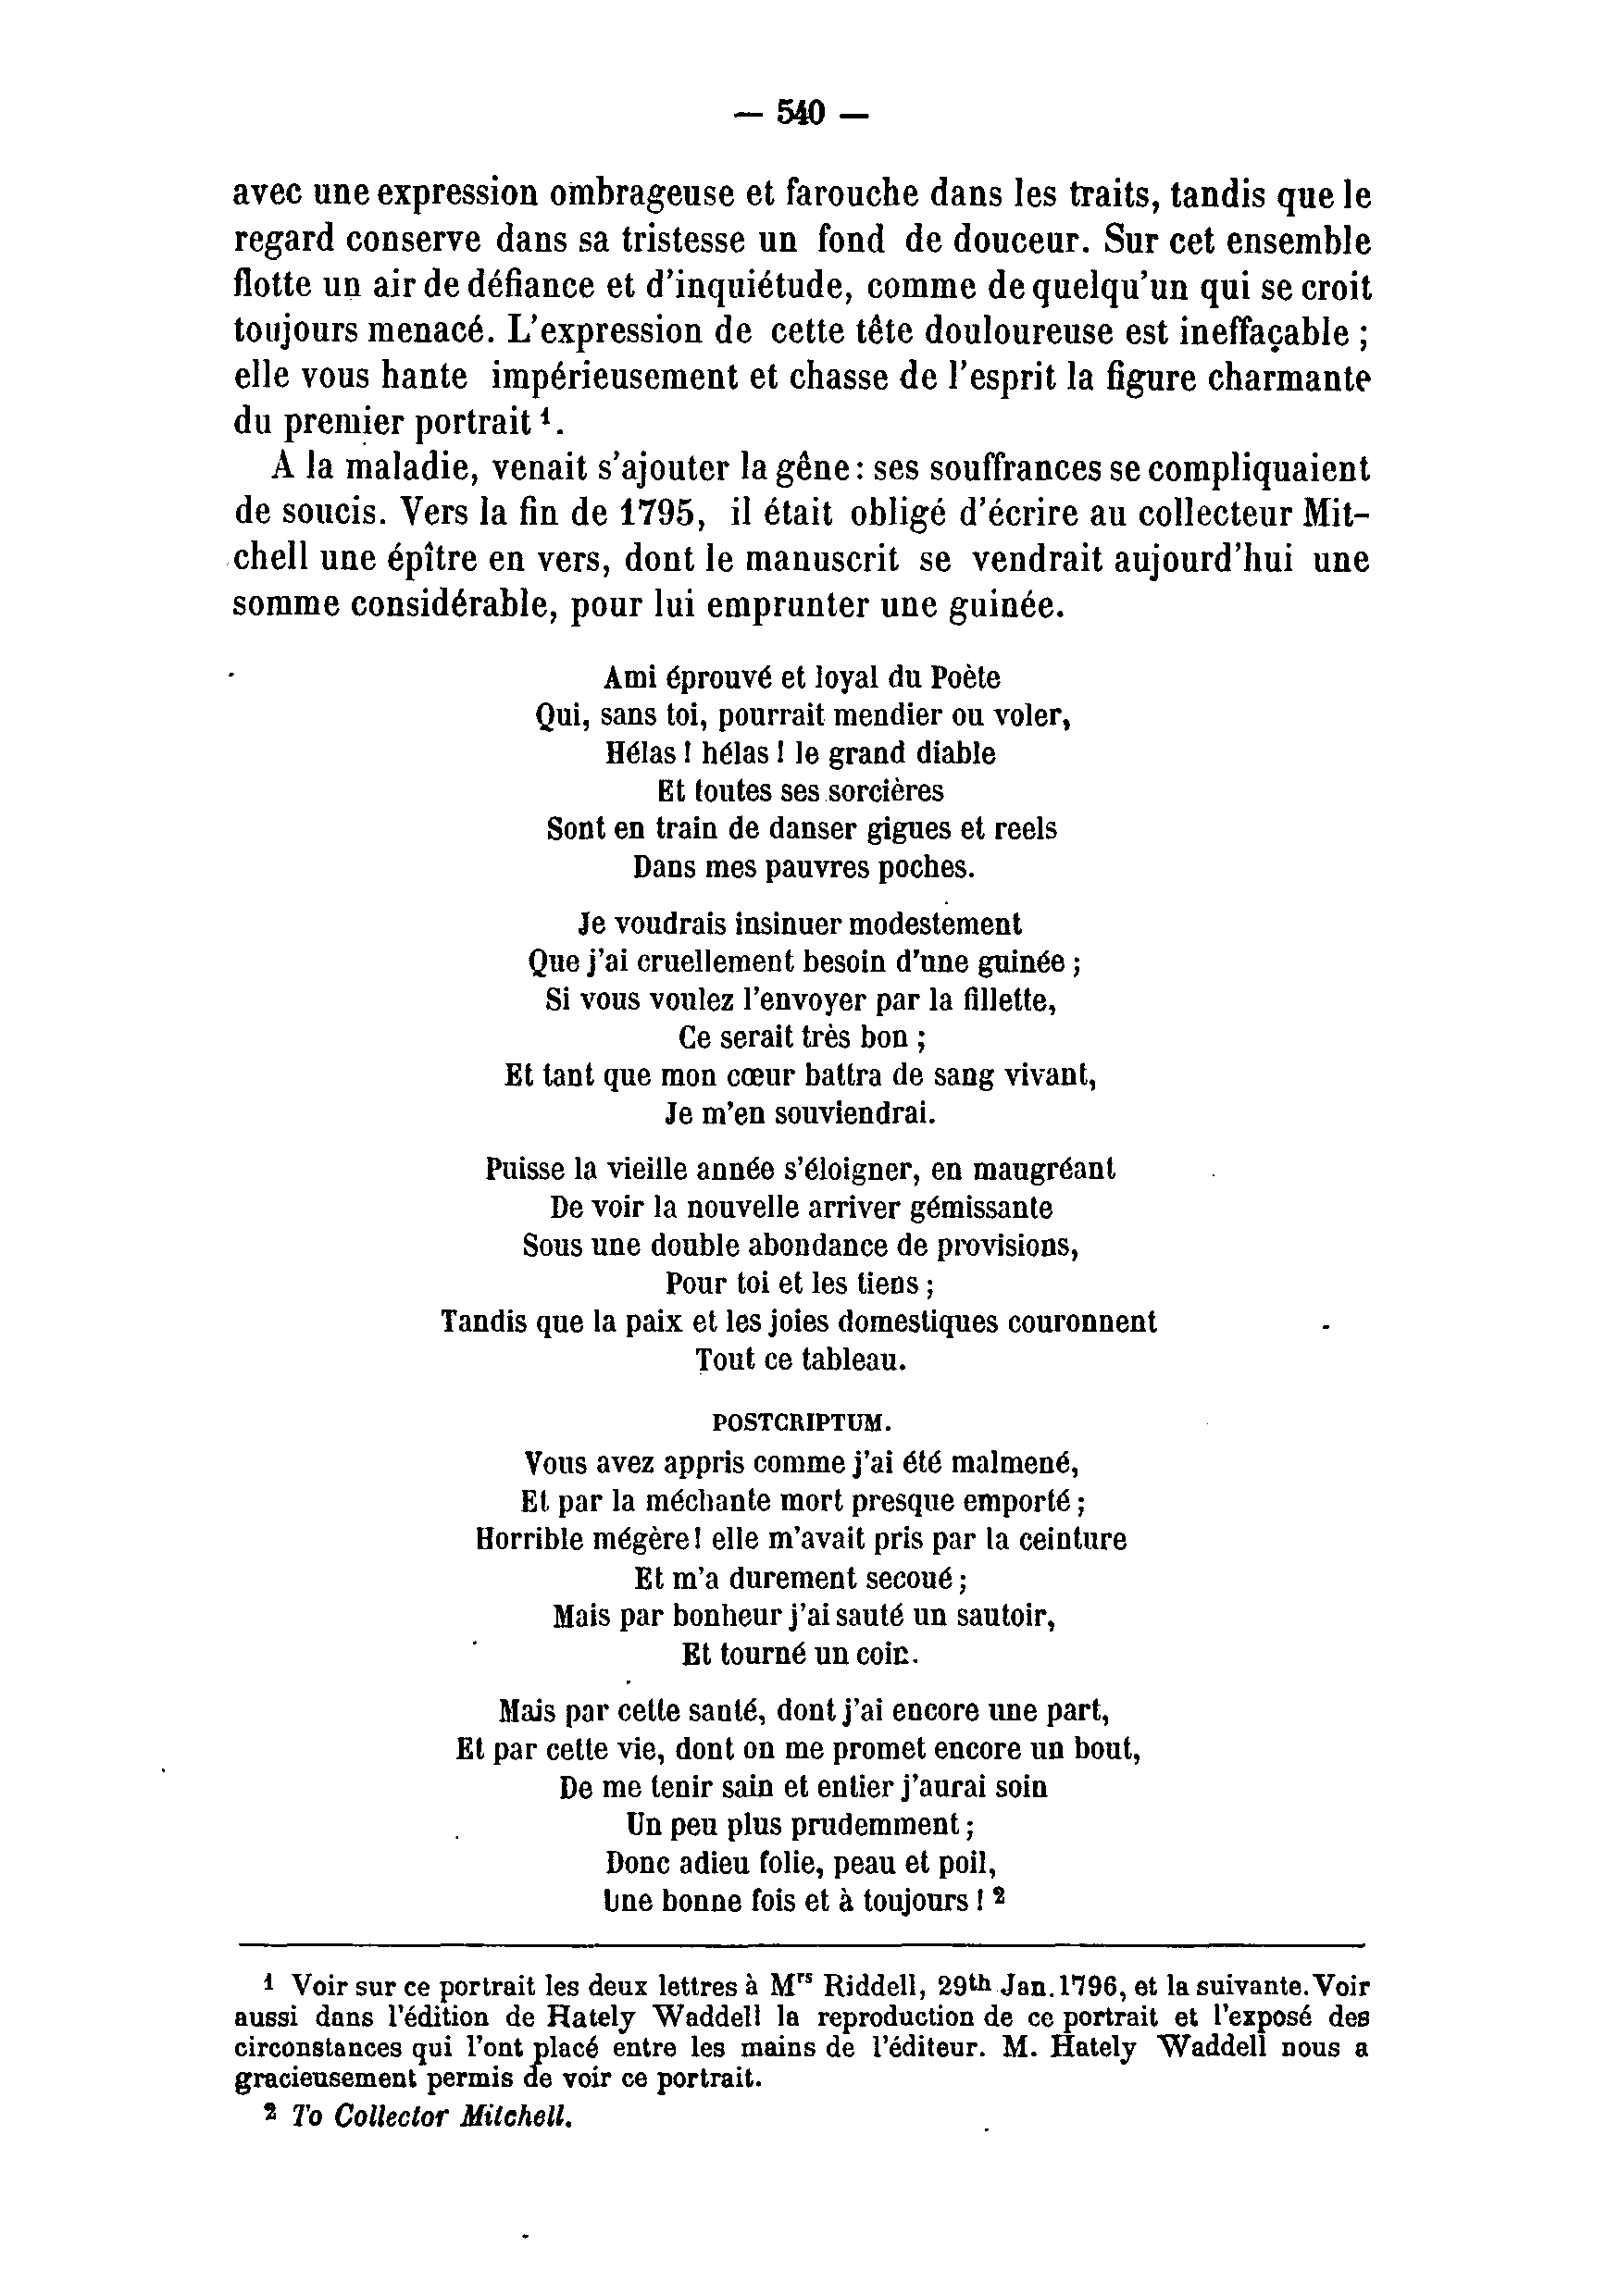 — 540 —
avec une expression ombrageuse et farouche dans les traits, tandis que le
regard conserve dans sa tristesse un fond de douceur. Sur cet ensemble
flotte un air de défiance et d'inquiétude, comme de quelqu'un qui se croit
toujours menacé. L'expression de cette tête douloureuse est ineffaçable ;
elle vous hante impérieusement et chasse de l'esprit la figure charmante
du premier portrait ¹.
A la maladie, venait s'ajouter la gêne : ses souffrances se compliquaient
de soucis. Vers la fin de 1795, il était obligé d'écrire au collecteur Mit-
chell une épître en vers, dont le manuscrit se vendrait aujourd'hui une
somme considérable, pour lui emprunter une guinée.
Ami éprouvé et loyal du Poète
Qui, sans toi, pourrait mendier ou voler,
Hélas ! hélas ! le grand diable
Et toutes ses sorcières
Sont en train de danser gigues et reels
Dans mes pauvres poches.
Je voudrais insinuer modestement
Que j'ai cruellement besoin d'une guinée ;
Si vous voulez l'envoyer par la fillette,
Ce serait très bon ;
Et tant que mon cœur battra de sang vivant,
Je m'en souviendrai.
Puisse la vieille année s'éloigner, en maugréant
De voir la nouvelle arriver gémissante
Sous une double abondance de provisions,
Pour toi et les tiens ;
Tandis que la paix et les joies domestiques couronnent
Tout ce tableau.
POSTCRIPTUM.
Vous avez appris comme j'ai été malmené,
Et par la méchante mort presque emporté ;
Horrible mégère ! elle m'avait pris par la ceinture
Et m'a durement secoué ;
Mais par bonheur j'ai sauté un sautoir,
Et tourné un coin.
Mais par cette santé, dont j'ai encore une part,
Et par cette vie, dont on me promet encore un bout,
De me tenir sain et entier j'aurai soin
Un peu plus prudemment ;
Donc adieu folie, peau et poil,
Une bonne fois et à toujours ! ²
¹ Voir sur ce portrait les deux lettres à Mrs Riddell, 29th Jan. 1796, et la suivante. Voir
aussi dans l'édition de Hately Waddell la reproduction de ce portrait et l'exposé des
circonstances qui l'ont placé entre les mains de l'éditeur. M. Hately Waddell nous a
gracieusement permis de voir ce portrait.
² To Collector Mitchell.